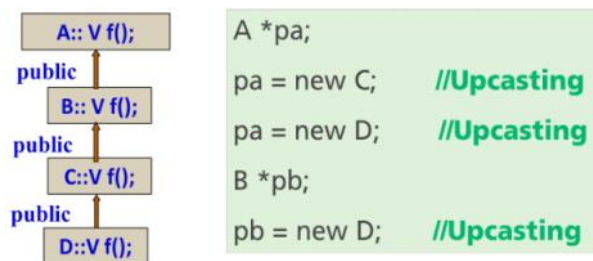 A:: V f();
public
B:: V f();
public
C::V f();
public
D::V f();
A *pa;
pa = new C; //Upcasting
pa = new D; //Upcasting
B *pb;
pb = new D; //Upcasting